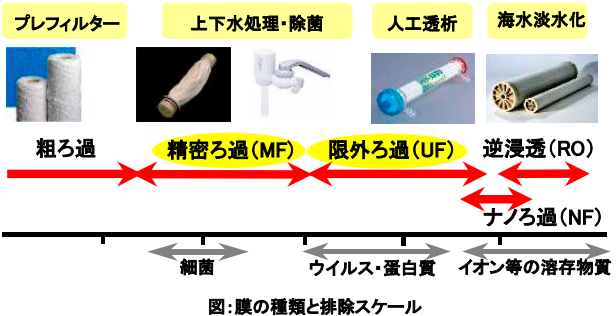 プレフィルター
上下水処理・除菌
人工透析
海水淡水化
粗ろ過
精密ろ過(MF)
限外ろ過(UF)
逆浸透(RO)
ナノろ過(NF)
細菌
ウイルス・蛋白質
イオン等の溶存物質
図:膜の種類と排除スケール